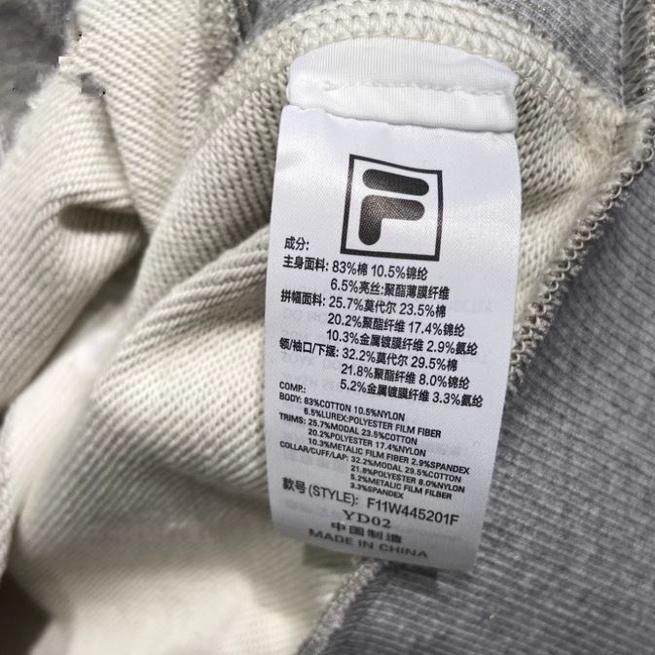 F
成分:
主身面料: 83%棉 10.5%锦纶
6.5%亮丝:聚酯薄膜纤维
拼幅面料: 25.7%莫代尔 23.5%棉
20.2%聚酯纤维 17.4%锦纶
10.3%金属镀膜纤维 2.9%氨纶
领/袖口/下摆: 32.2%莫代尔 29.5%棉
21.8%聚酯纤维 8.0%锦纶
5.2%金属镀膜纤维 3.3%氨纶
COMP.:
BODY: 83%COTTON 10.5%NYLON
6.5%LUREX:POLYESTER FILM FIBER
TRIMS: 25.7%MODAL 23.5%COTTON
20.2%POLYESTER 17.4%NYLON
10.3%METALLIC FILM FIBER 2.9%SPANDEX
COLLAR/CUFF/LAP: 32.2%MODAL 29.5%COTTON
21.8%POLYESTER 8.0%NYLON
5.2%METALLIC FILM FILBER
3.3%SPANDEX
款号(STYLE): F11W445201F
YD02
中国制造
MADE IN CHINA